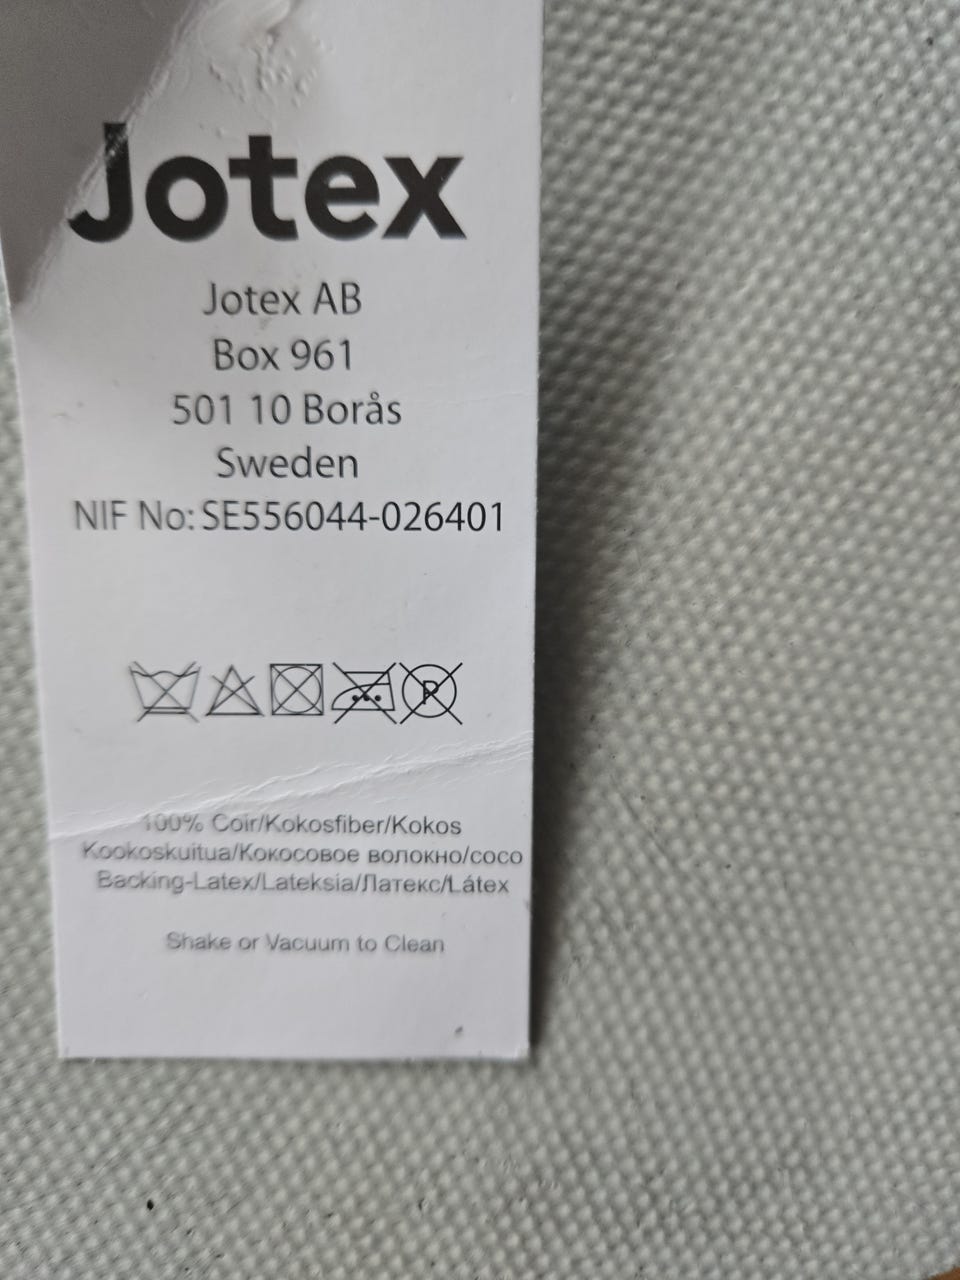 Jotex
Jotex AB
Box 961
501 10 Borås
Sweden
NIF No: SE556044-026401
P
100% Coir/Kokosfiber/Kokos
Kookoskuitua/Кокосовое волокно/coco
Backing-Latex/Lateksia/Латекс/Látex
Shake or Vacuum to Clean